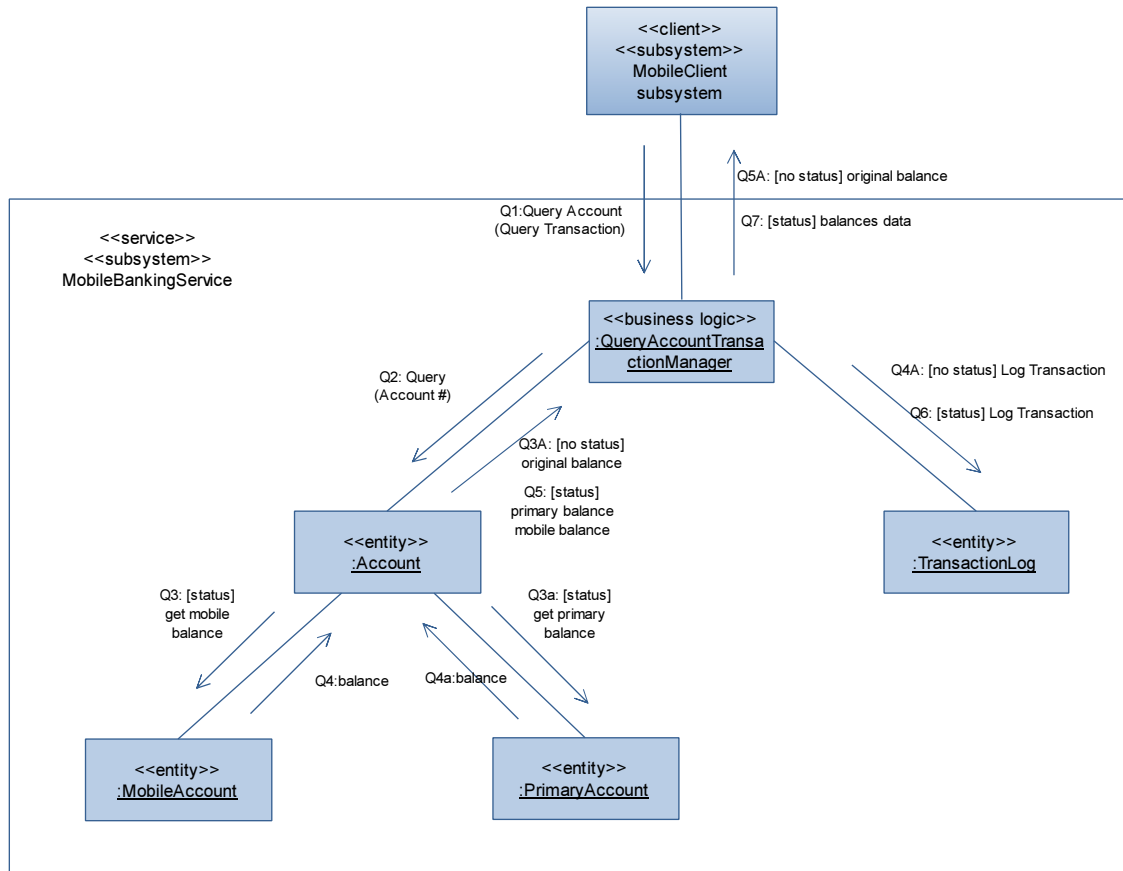 <<client>>
<<subsystem>>
MobileClient
subsystem
Q5A: [no status] original balance
Q1:Query Account
(Query Transaction)
Q7: [status] balances data
<<service>>
<<subsystem>>
MobileBankingService
<<business logic>>
:QueryAccountTransa
ctionManager
Q2: Query
(Account #)
Q4A: [no status] Log Transaction
Q6: [status] Log Transaction
Q3A: [no status]
original balance
Q5: [status]
primary balance
mobile balance
<<entity>>
:Account
<<entity>>
:TransactionLog
Q3: [status]
get mobile
balance
Q3a: [status]
get primary
balance
Q4:balance
Q4a:balance
<<entity>>
:MobileAccount
<<entity>>
:PrimaryAccount